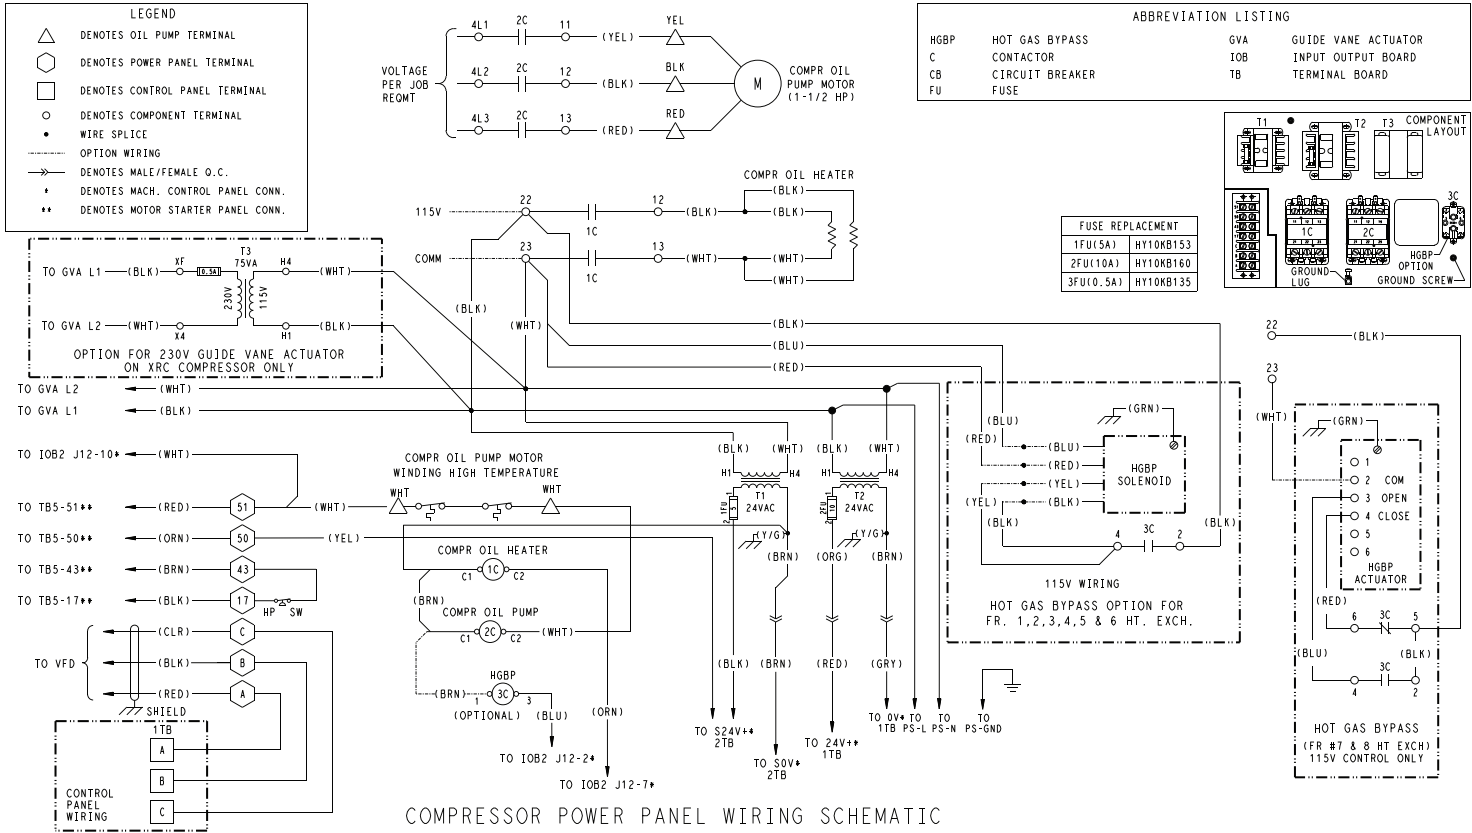 LEGEND
DENOTES OIL PUMP TERMINAL
DENOTES POWER PANEL TERMINAL
DENOTES CONTROL PANEL TERMINAL
DENOTES COMPONENT TERMINAL
WIRE SPLICE
OPTION WIRING
DENOTES MALE/FEMALE Q.C.
* DENOTES MACH. CONTROL PANEL CONN.
** DENOTES MOTOR STARTER PANEL CONN.
VOLTAGE
PER JOB
REQMT
4L1 2C 11 (YEL) YEL
4L2 2C 12 (BLK) BLK
4L3 2C 13 (RED) RED
M
COMPR OIL
PUMP MOTOR
(1-1/2 HP)
ABBREVIATION LISTING
HGBP HOT GAS BYPASS GVA GUIDE VANE ACTUATOR
C CONTACTOR IOB INPUT OUTPUT BOARD
CB CIRCUIT BREAKER TB TERMINAL BOARD
FU FUSE
COMPONENT
LAYOUT
T1 T2 T3
1C 2C 3C
HGBP
OPTION
GROUND
LUG
GROUND SCREW
FUSE REPLACEMENT
1FU(5A) HY10KB153
2FU(10A) HY10KB160
3FU(0.5A) HY10KB135
COMPR OIL HEATER
(BLK)
115V 22 1C 12 (BLK) (BLK)
COMM 23 1C 13 (WHT) (WHT)
(WHT)
T3
75VA
TO GVA L1 (BLK) XF 0.5A H4 (WHT)
230V 115V
TO GVA L2 (WHT) X4 H1 (BLK)
OPTION FOR 230V GUIDE VANE ACTUATOR
ON XRC COMPRESSOR ONLY
(BLK)
(WHT)
(BLK)
(BLU)
(RED)
TO GVA L2 (WHT)
TO GVA L1 (BLK)
TO IOB2 J12-10* (WHT)
TO TB5-51** (RED) 51 (WHT)
TO TB5-50** (ORN) 50 (YEL)
TO TB5-43** (BRN) 43
TO TB5-17** (BLK) 17 HP SW
TO VFD
(CLR) C
(BLK) B
(RED) A
SHIELD
1TB
A
B
C
CONTROL
PANEL
WIRING
COMPR OIL PUMP MOTOR
WINDING HIGH TEMPERATURE
WHT WHT
COMPR OIL HEATER
C1 1C C2
(BRN)
COMPR OIL PUMP
C1 2C C2 (WHT)
HGBP
(BRN) 1 3C 3
(OPTIONAL) (BLU) (ORN)
TO IOB2 J12-2*
TO IOB2 J12-7*
(BLK) (WHT) (BLK) (WHT)
H1 H4 H1 H4
T1
24VAC
1FU 5 1 2
T2
24VAC
2FU 10 1 2
(Y/G) (Y/G)
(BRN) (ORG) (BRN)
(BLK) (BRN) (RED) (GRY)
TO S24V+*
2TB
TO S0V*
2TB
TO 24V+*
1TB
TO 0V*
1TB
TO
PS-L
TO
PS-N
TO
PS-GND
(GRN)
(BLU)
(RED)
(BLU)
(RED)
(YEL)
(BLK)
HGBP
SOLENOID
(YEL)
(BLK)
(BLK)
4 3C 2
115V WIRING
HOT GAS BYPASS OPTION FOR
FR. 1,2,3,4,5 & 6 HT. EXCH.
22 (BLK)
23
(WHT)
(GRN)
1
2 COM
3 OPEN
4 CLOSE
5
6
HGBP
ACTUATOR
(RED)
6 3C 5
(BLU) (BLK)
4 3C 2
HOT GAS BYPASS
(FR #7 & 8 HT EXCH)
115V CONTROL ONLY
COMPRESSOR POWER PANEL WIRING SCHEMATIC